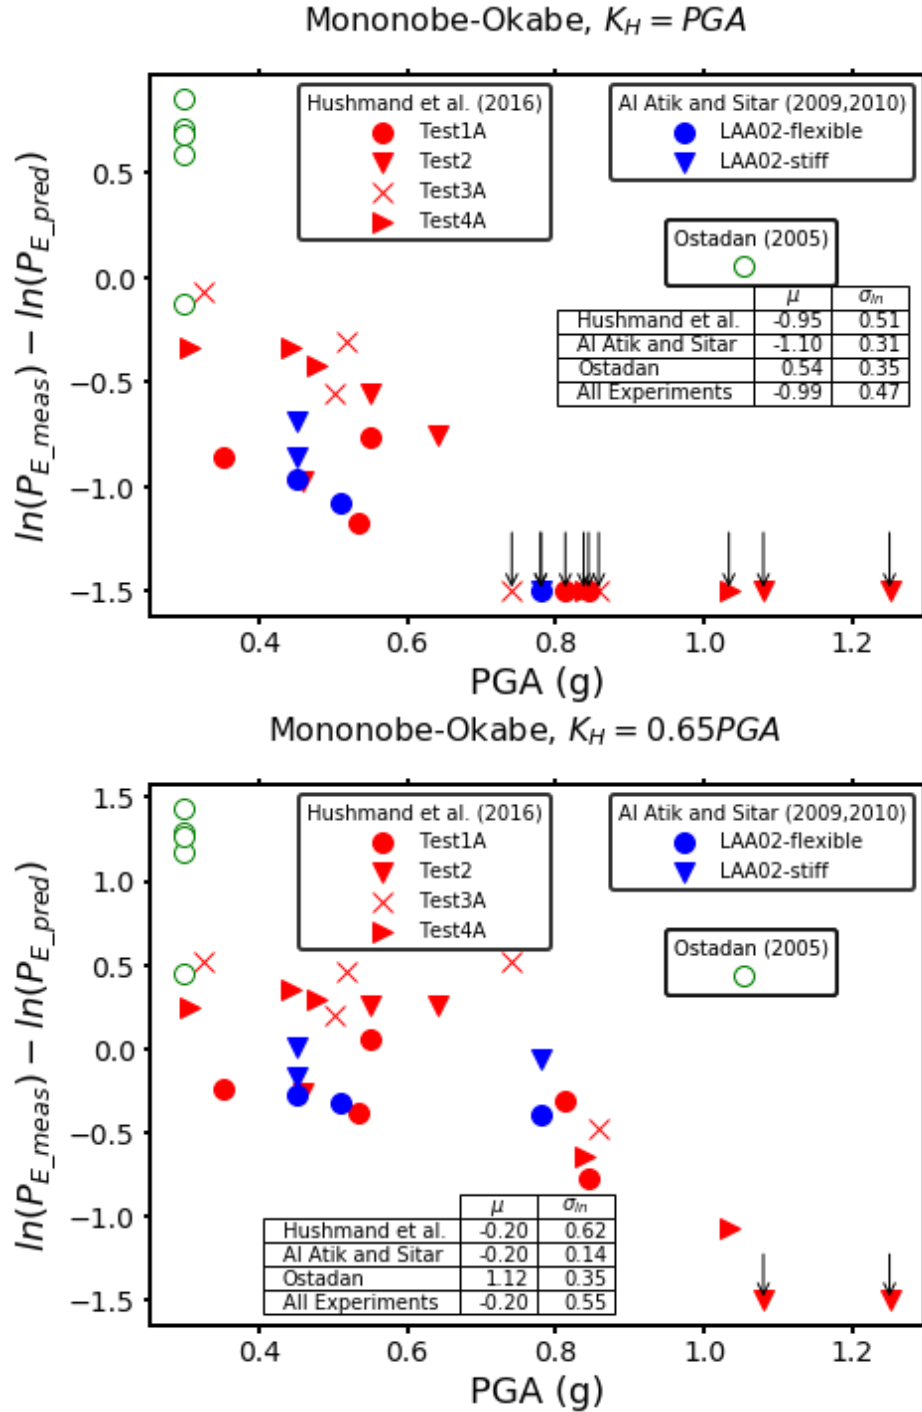 Mononobe-Okabe, K_H = PGA
Hushmand et al. (2016)
Test1A
Test2
Test3A
Test4A
Al Atik and Sitar (2009,2010)
LAA02-flexible
LAA02-stiff
Ostadan (2005)
μ σ_ln
Hushmand et al. -0.95 0.51
Al Atik and Sitar -1.10 0.31
Ostadan 0.54 0.35
All Experiments -0.99 0.47
ln(P_E_meas) − ln(P_E_pred)
0.5
0.0
−0.5
−1.0
−1.5
0.4 0.6 0.8 1.0 1.2
PGA (g)
Mononobe-Okabe, K_H = 0.65PGA
Hushmand et al. (2016)
Test1A
Test2
Test3A
Test4A
Al Atik and Sitar (2009,2010)
LAA02-flexible
LAA02-stiff
Ostadan (2005)
ln(P_E_meas) − ln(P_E_pred)
1.5
1.0
0.5
0.0
−0.5
−1.0
−1.5
μ σ_ln
Hushmand et al. -0.20 0.62
Al Atik and Sitar -0.20 0.14
Ostadan 1.12 0.35
All Experiments -0.20 0.55
0.4 0.6 0.8 1.0 1.2
PGA (g)